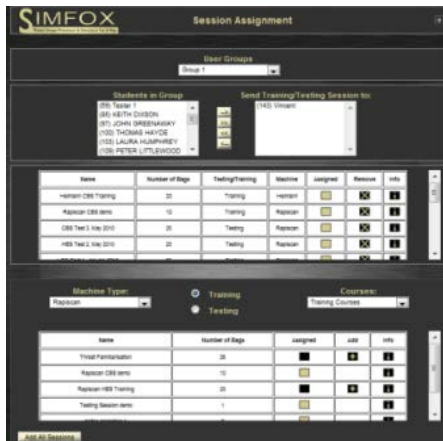 SIMFOX
Session Assignment
User Groups
Group 1
Students in Group
Send Training/Testing Session to:
(59) Tester 1
(95) KEITH DIXSON
(97) JOHN GREENAWAY
(100) THOMAS HAYDE
(103) LAURA HUMPHREY
(109) PETER LITTLEWOOD
(143) Vincent
Name Number of Bags Testing/Training Machine Assigned Remove Info
Heimann CBS Training 20 Training Heimann
Rapiscan CBS demo 10 Training Rapiscan
CBS Test 3, May 2010 20 Testing Rapiscan
HBS Test 2, May 2010 20 Testing Rapiscan
Machine Type:
Rapiscan
Training
Testing
Courses:
Training Courses
Name Number of Bags Assigned Add Info
Threat Familiarisation 26
Rapiscan CBS demo 10
Rapiscan HBS Training 20
Testing Session demo 1
Add All Sessions